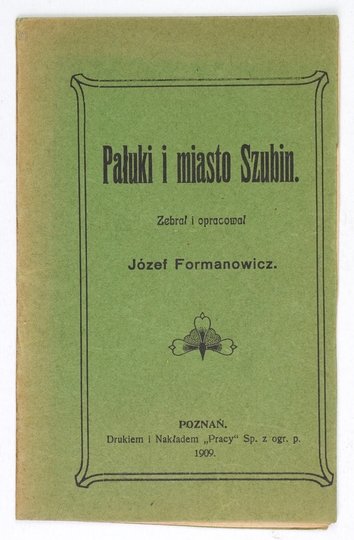 Pałuki i miasto Szubin.
Zebrał i opracował
Józef Formanowicz.
POZNAŃ.
Drukiem i Nakładem „Pracy" Sp. z ogr. p.
1909.